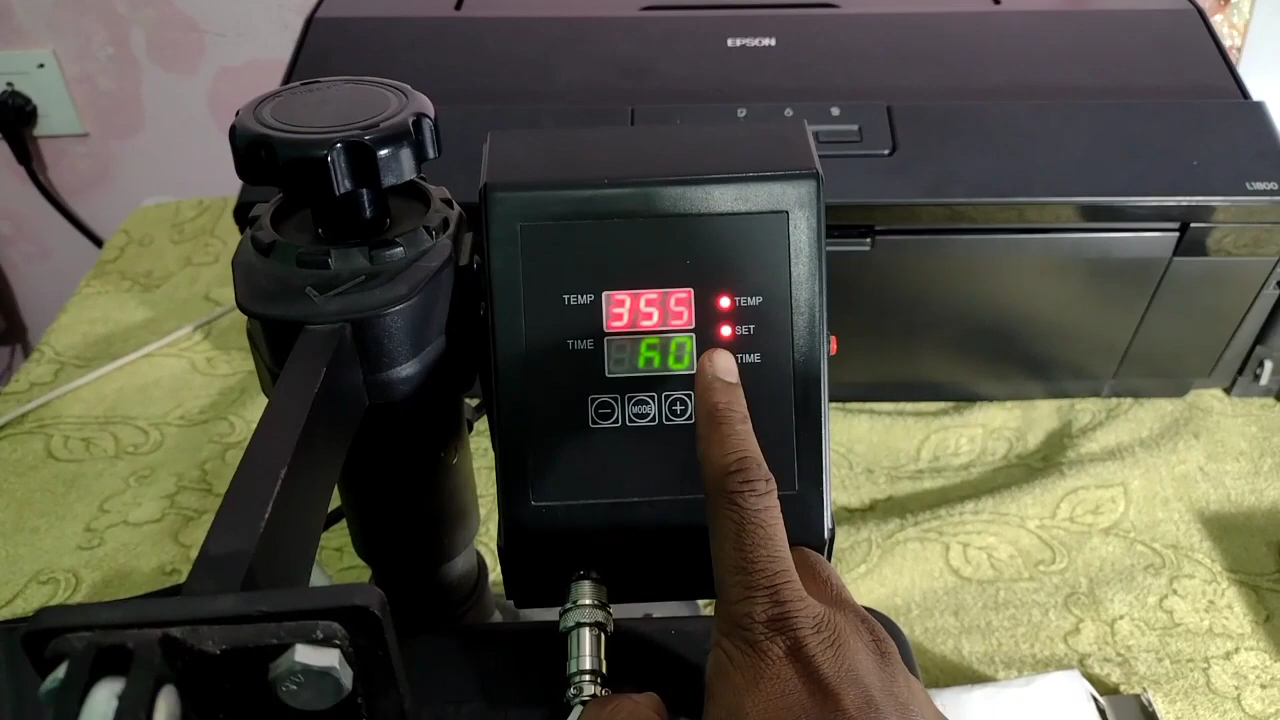 EPSON
L1800
TEMP 355 TEMP
SET
TIME 60 TIME
− MODE +